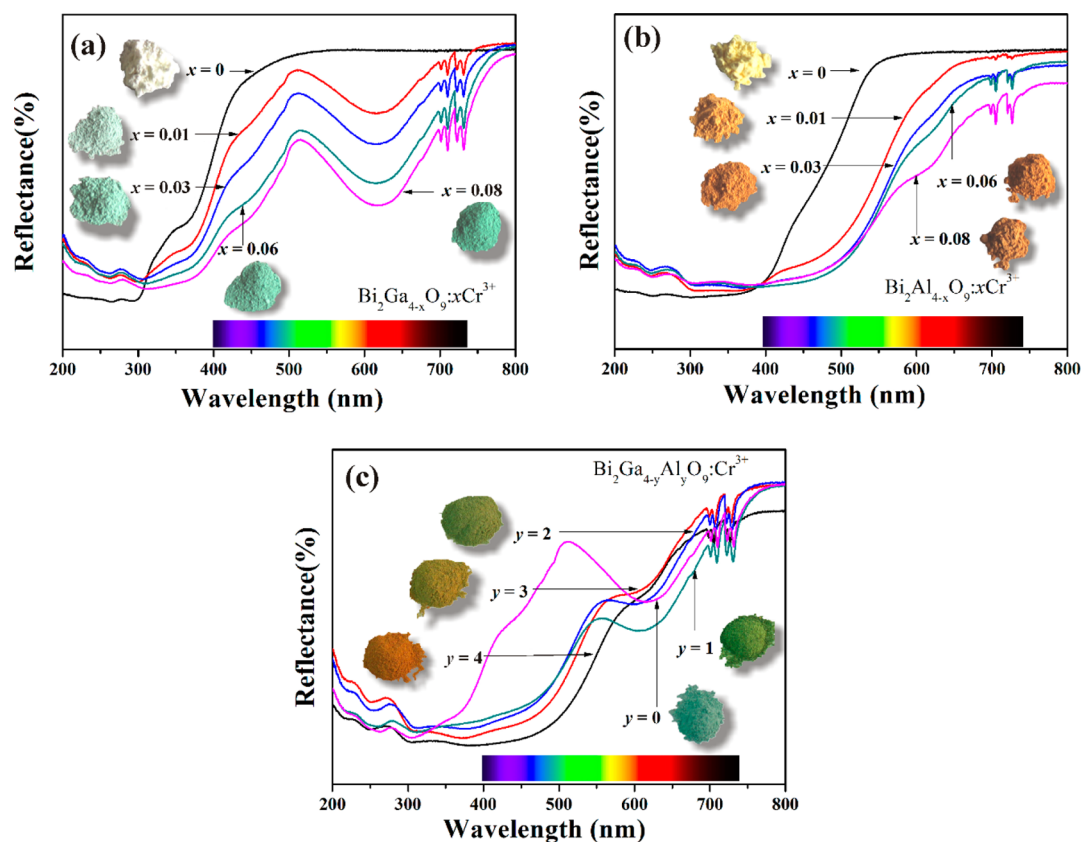 (a)
x = 0
x = 0.01
x = 0.03
x = 0.06
x = 0.08
Bi₂Ga₄₋ₓO₉:xCr³⁺
Reflectance(%)
200 300 400 500 600 700 800
Wavelength (nm)
(b)
x = 0
x = 0.01
x = 0.03
x = 0.06
x = 0.08
Bi₂Al₄₋ₓO₉:xCr³⁺
Reflectance(%)
200 300 400 500 600 700 800
Wavelength (nm)
(c)
Bi₂Ga₄₋yAlyO₉:Cr³⁺
y = 2
y = 3
y = 4
y = 1
y = 0
Reflectance(%)
200 300 400 500 600 700 800
Wavelength (nm)